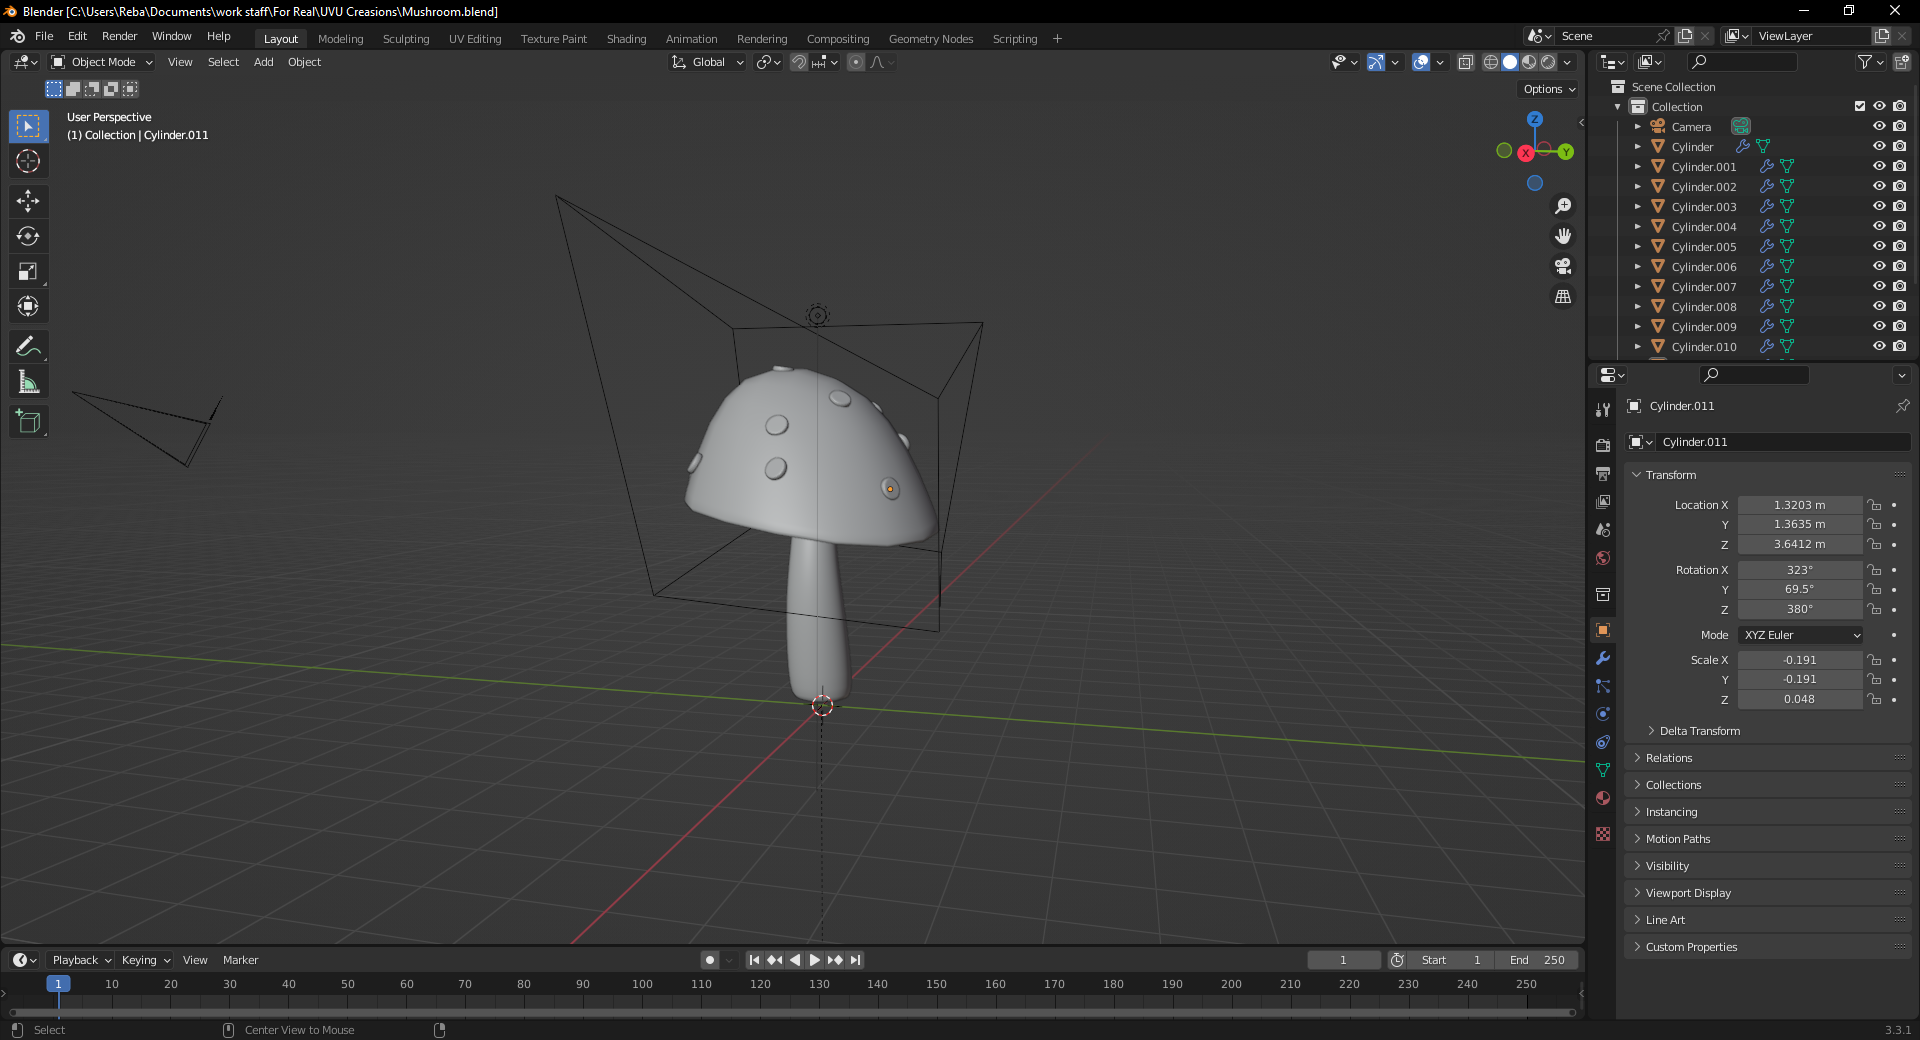 Blender [C:\Users\Reba\Documents\work staff\For Real\UVU Creasions\Mushroom.blend]
File Edit Render Window Help Layout Modeling Sculpting UV Editing Texture Paint Shading Animation Rendering Compositing Geometry Nodes Scripting + Scene ViewLayer
Object Mode View Select Add Object Global
Options
User Perspective
(1) Collection | Cylinder.011
Z
X
Y
Scene Collection
Collection
Camera
Cylinder
Cylinder.001
Cylinder.002
Cylinder.003
Cylinder.004
Cylinder.005
Cylinder.006
Cylinder.007
Cylinder.008
Cylinder.009
Cylinder.010
Cylinder.011
Cylinder.011
Transform
Location X 1.3203 m
Y 1.3635 m
Z 3.6412 m
Rotation X 323°
Y 69.5°
Z 380°
Mode XYZ Euler
Scale X -0.191
Y -0.191
Z 0.048
Delta Transform
Relations
Collections
Instancing
Motion Paths
Visibility
Viewport Display
Line Art
Custom Properties
Playback Keying View Marker 1 Start 1 End 250
1 10 20 30 40 50 60 70 80 90 100 110 120 130 140 150 160 170 180 190 200 210 220 230 240 250
Select Center View to Mouse 3.3.1